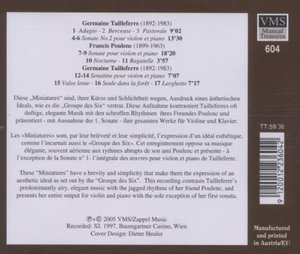 Germaine Tailleferre (1892-1983)
1 Adagio - 2 Berceuse - 3 Pastorale 9'02
4-6 Sonate No.2 pour violon et piano 13'30
Francis Poulenc (1899-1963)
7-9 Sonate pour violon et piano 18'20
10 Nocturne - 11 Bagatelle 3'57
Germaine Tailleferre (1892-1983)
12-14 Sonatine pour violon et piano 7'07
15 Valse lente - 16 Seule dans la forêt - 17 Larghetto 7'17
VMS
Musical
Treasures
604
Diese „Miniatures" sind, ihrer Kürze und Schlichtheit wegen, Ausdruck eines ästhetischen
Ideals, wie es die „Groupe des Six" vertrat. Diese Aufnahme kontrastiert Tailleferres oft
duftige, elegante Musik mit den schroffen Rhythmen ihres Freundes Poulenc und
präsentiert - mit Ausnahme der 1. Sonate - ihr gesamtes Werk für Violine und Klavier.
Les «Miniatures» sont, par leur brièveté et leur simplicité, l'expression d'un idéal esthétique,
comme l'incarnait aussi le «Groupe des Six». Cet enregistrement oppose sa musique
élégante, souvent aérienne aux rythmes abrupts de son ami Poulenc et présente - à
l'exception de la Sonate n° 1- l'intégrale des œuvres pour violon et piano de Tailleferre.
These "Miniatures" have a brevity and simplicity that make them the expression of an
aesthetic ideal as set out by the "Groupe des Six". This recording contrasts Tailleferre's
predominantly airy, elegant music with the jagged rhythms of her friend Poulenc, and
presents her entire output for violin and piano with the sole exception of her first sonata.
TT 59'36
9 120012 236042
℗ © 2005 VMS/Zappel Music
Recorded: XI. 1997, Baumgartner Casino, Wien
Cover Design: Dieter Heuler
Manufactured
and printed
in Austria/EU